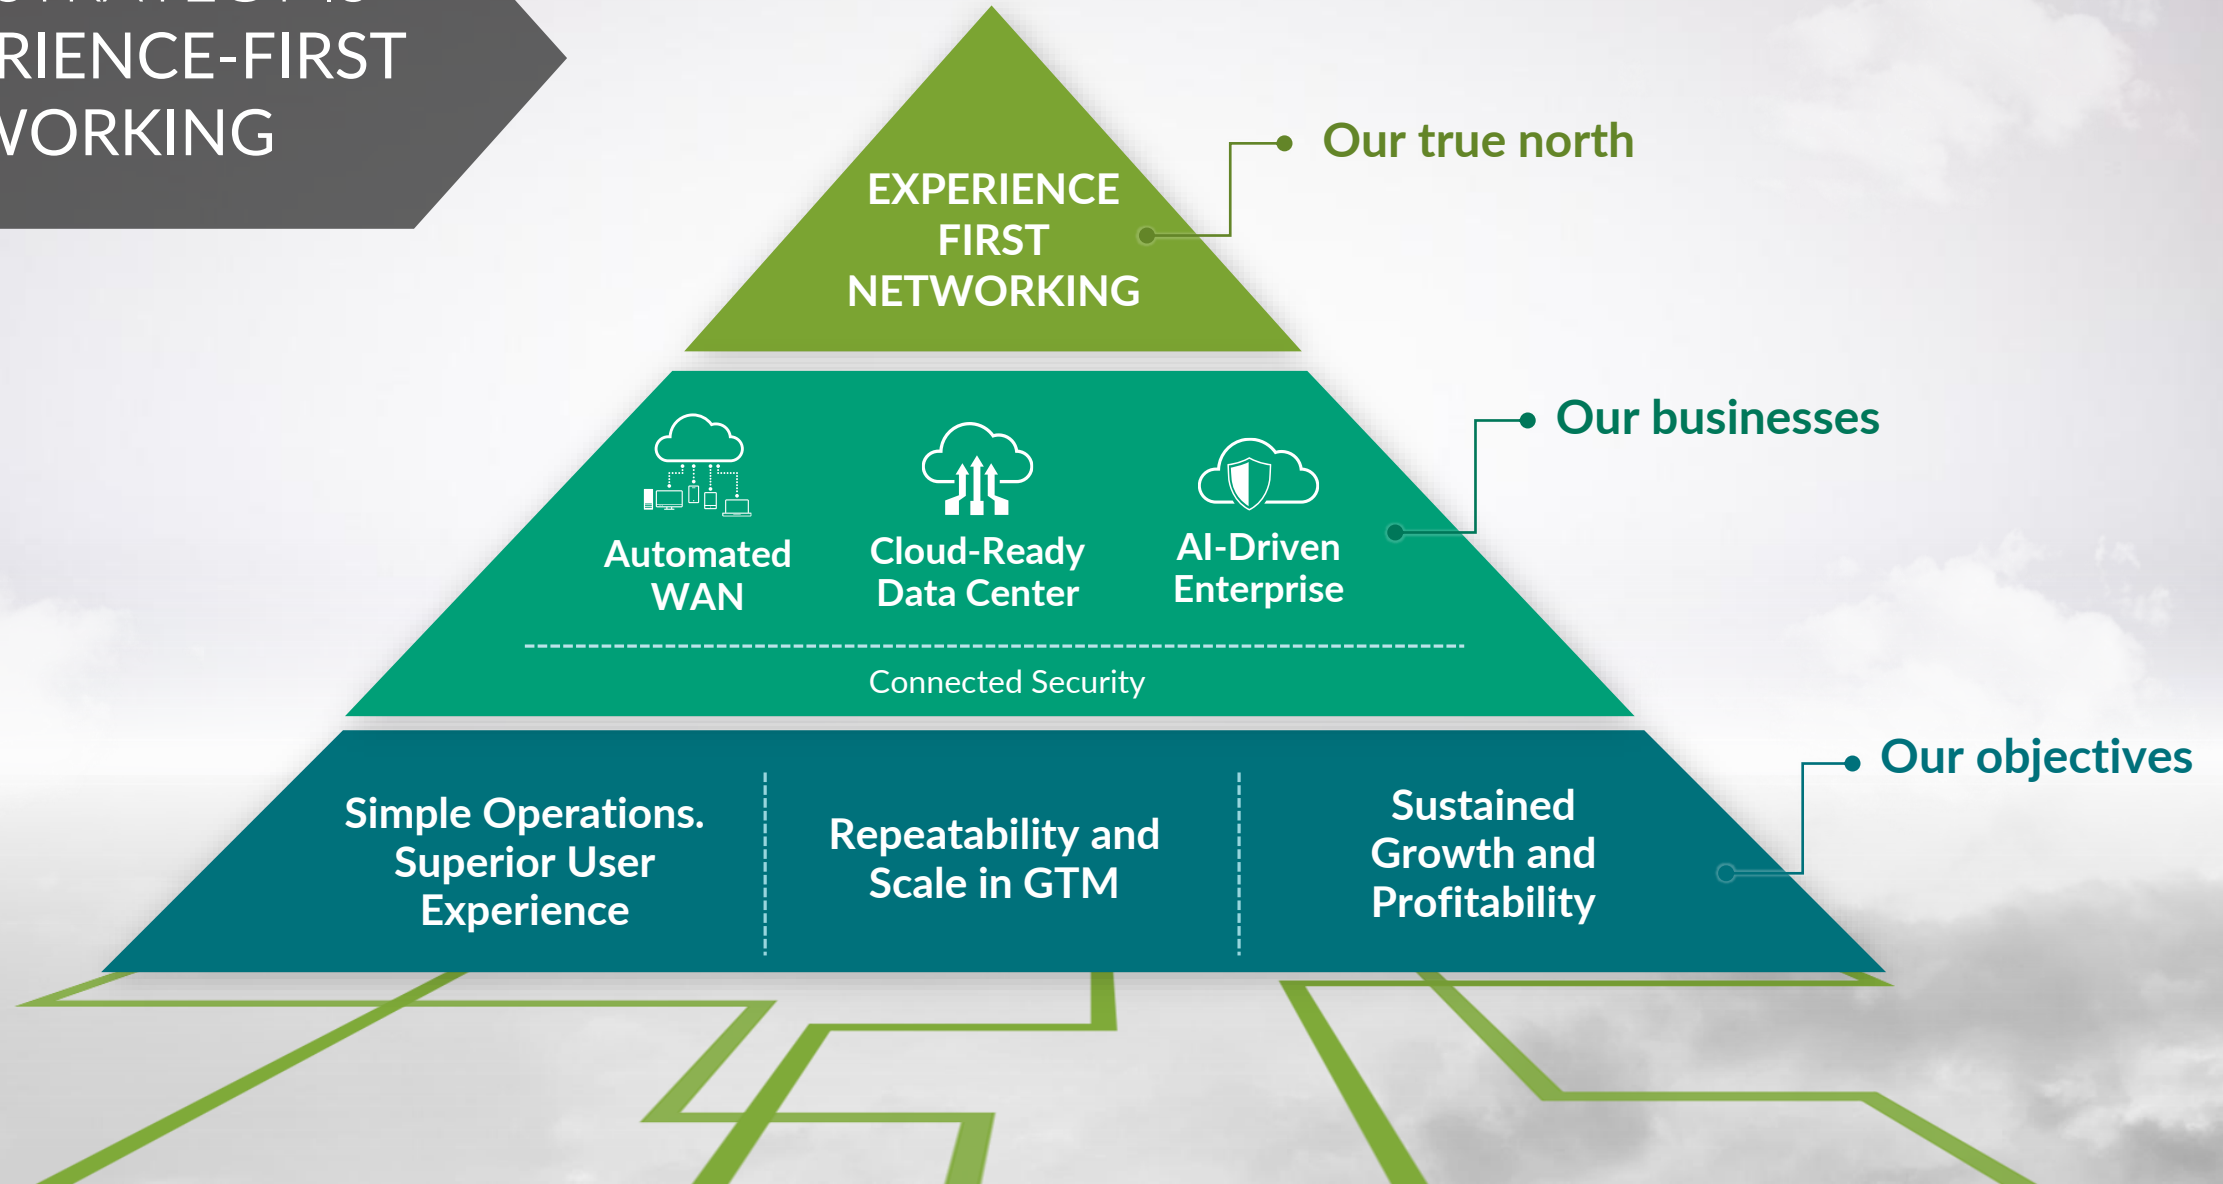 RIENCE-FIRST
WORKING
EXPERIENCE
FIRST
NETWORKING
Our true north
Automated
WAN
Cloud-Ready
Data Center
AI-Driven
Enterprise
Our businesses
Connected Security
Simple Operations.
Superior User
Experience
Repeatability and
Scale in GTM
Sustained
Growth and
Profitability
Our objectives